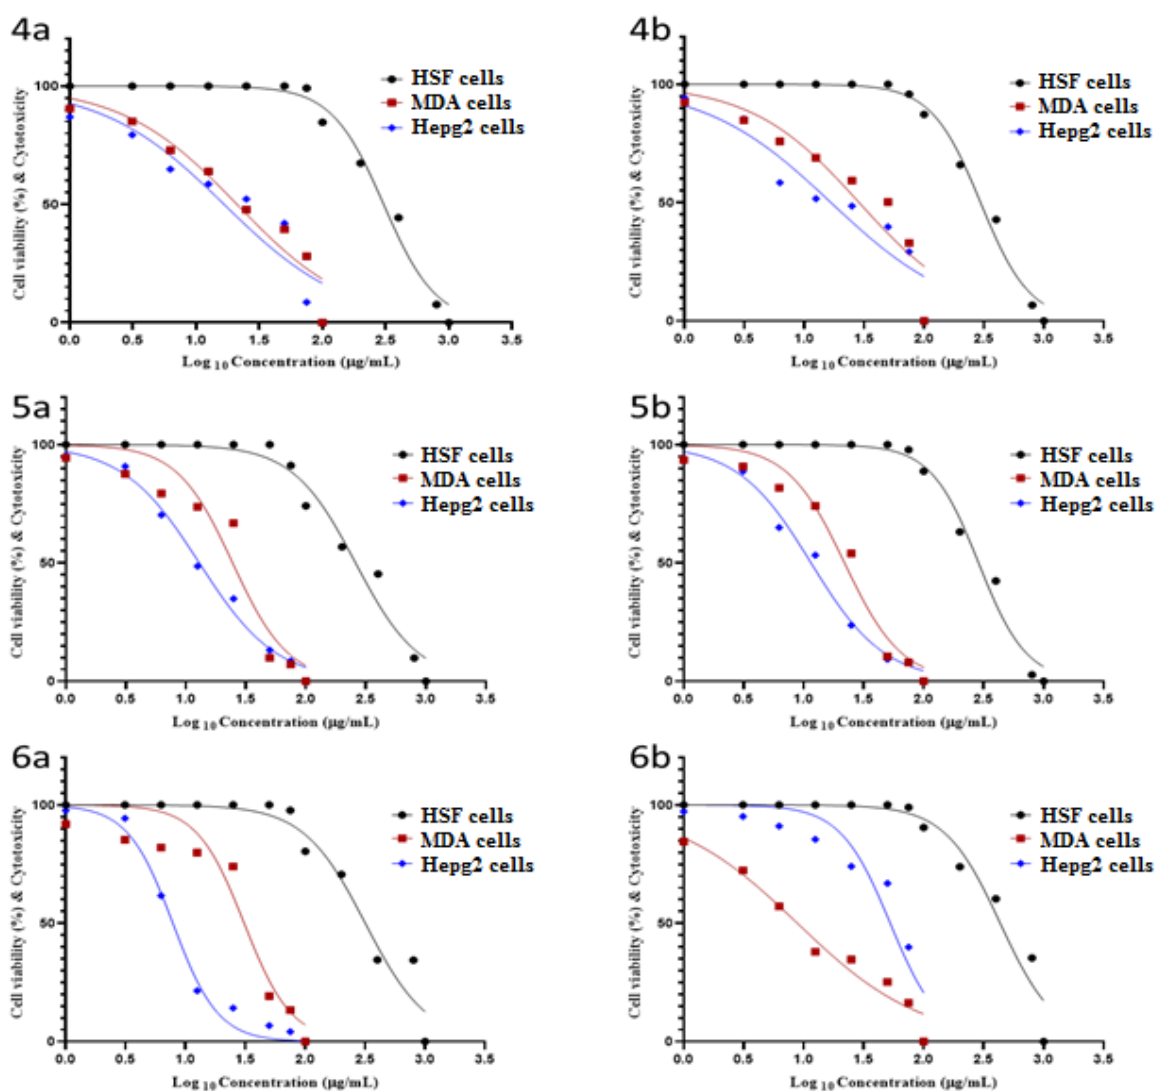 4a
Cell viability (%) & Cytotoxicity
100
50
0
0.0 0.5 1.0 1.5 2.0 2.5 3.0 3.5
Log 10 Concentration (µg/mL)
HSF cells
MDA cells
Hepg2 cells
4b
Cell viability (%) & Cytotoxicity
100
50
0
0.0 0.5 1.0 1.5 2.0 2.5 3.0 3.5
Log 10 Concentration (µg/mL)
HSF cells
MDA cells
Hepg2 cells
5a
Cell viability (%) & Cytotoxicity
100
50
0
0.0 0.5 1.0 1.5 2.0 2.5 3.0 3.5
Log 10 Concentration (µg/mL)
HSF cells
MDA cells
Hepg2 cells
5b
Cell viability (%) & Cytotoxicity
100
50
0
0.0 0.5 1.0 1.5 2.0 2.5 3.0 3.5
Log 10 Concentration (µg/mL)
HSF cells
MDA cells
Hepg2 cells
6a
Cell viability (%) & Cytotoxicity
100
50
0
0.0 0.5 1.0 1.5 2.0 2.5 3.0 3.5
Log 10 Concentration (µg/mL)
HSF cells
MDA cells
Hepg2 cells
6b
Cell viability (%) & Cytotoxicity
100
50
0
0.0 0.5 1.0 1.5 2.0 2.5 3.0 3.5
Log 10 Concentration (µg/mL)
HSF cells
MDA cells
Hepg2 cells